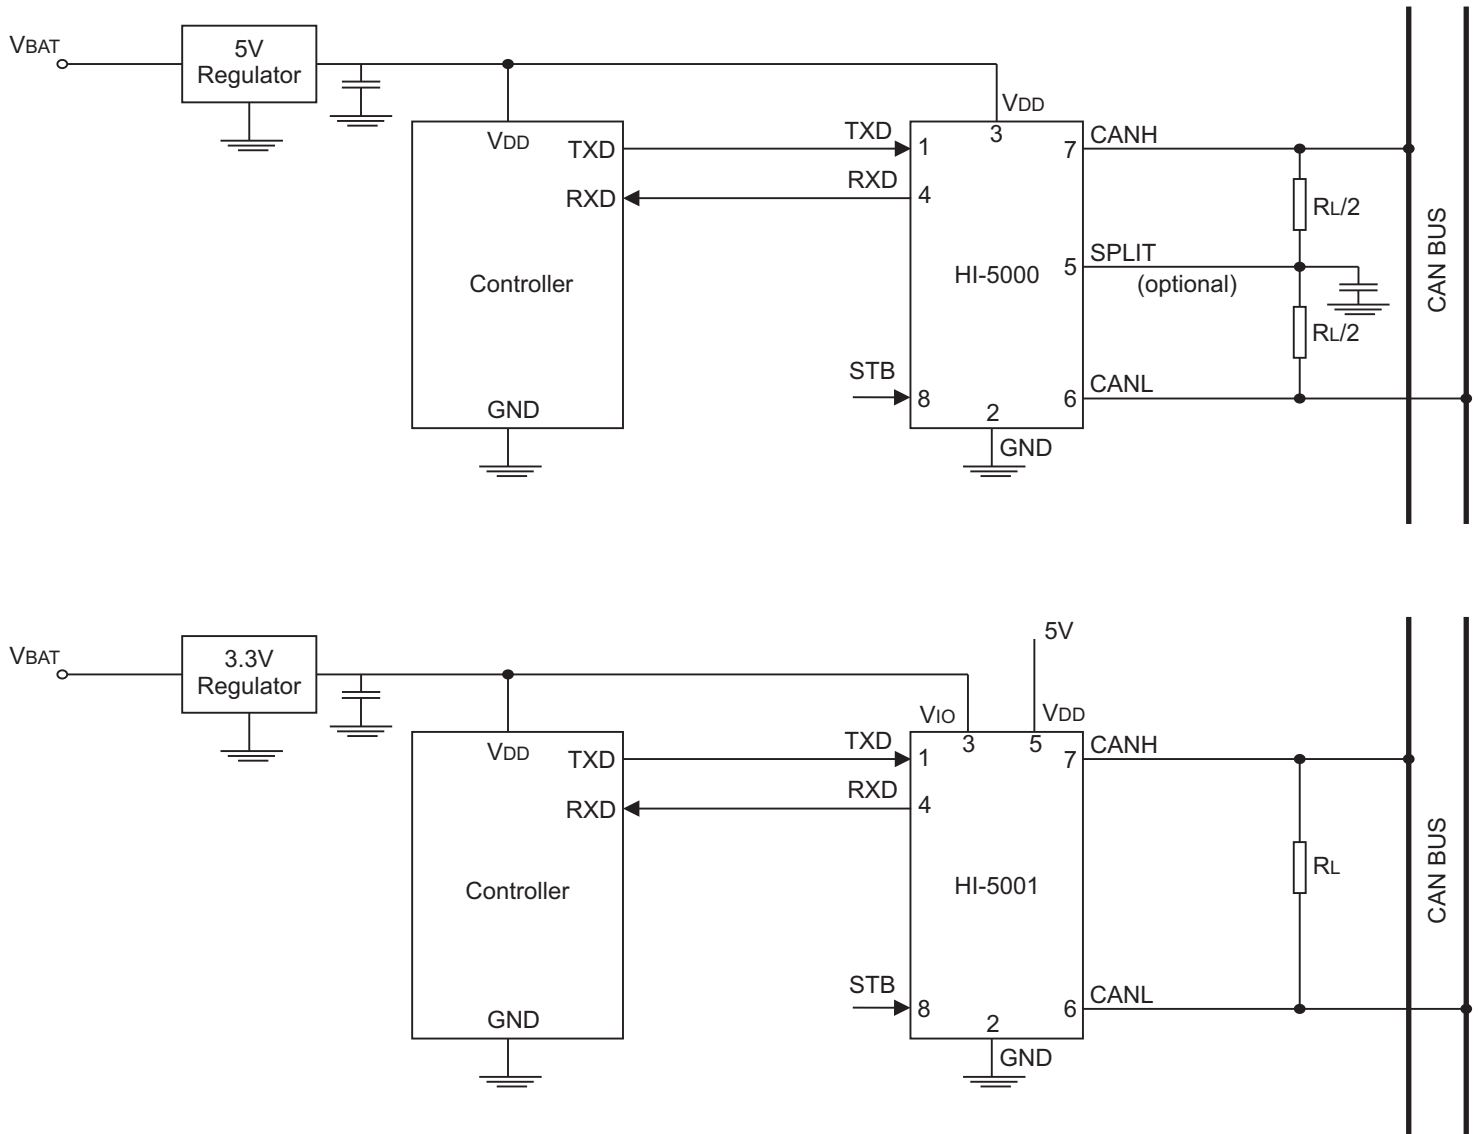 VBAT
5V
Regulator
VDD
VDD
TXD
TXD
1
3
7
CANH
RXD
RXD
4
RL/2
Controller
HI-5000
5
SPLIT
(optional)
CAN BUS
RL/2
STB
8
6
CANL
GND
2
GND
VBAT
3.3V
Regulator
5V
VIO
VDD
VDD
TXD
TXD
1
3
5
7
CANH
RXD
RXD
4
Controller
HI-5001
RL
CAN BUS
STB
8
6
CANL
GND
2
GND